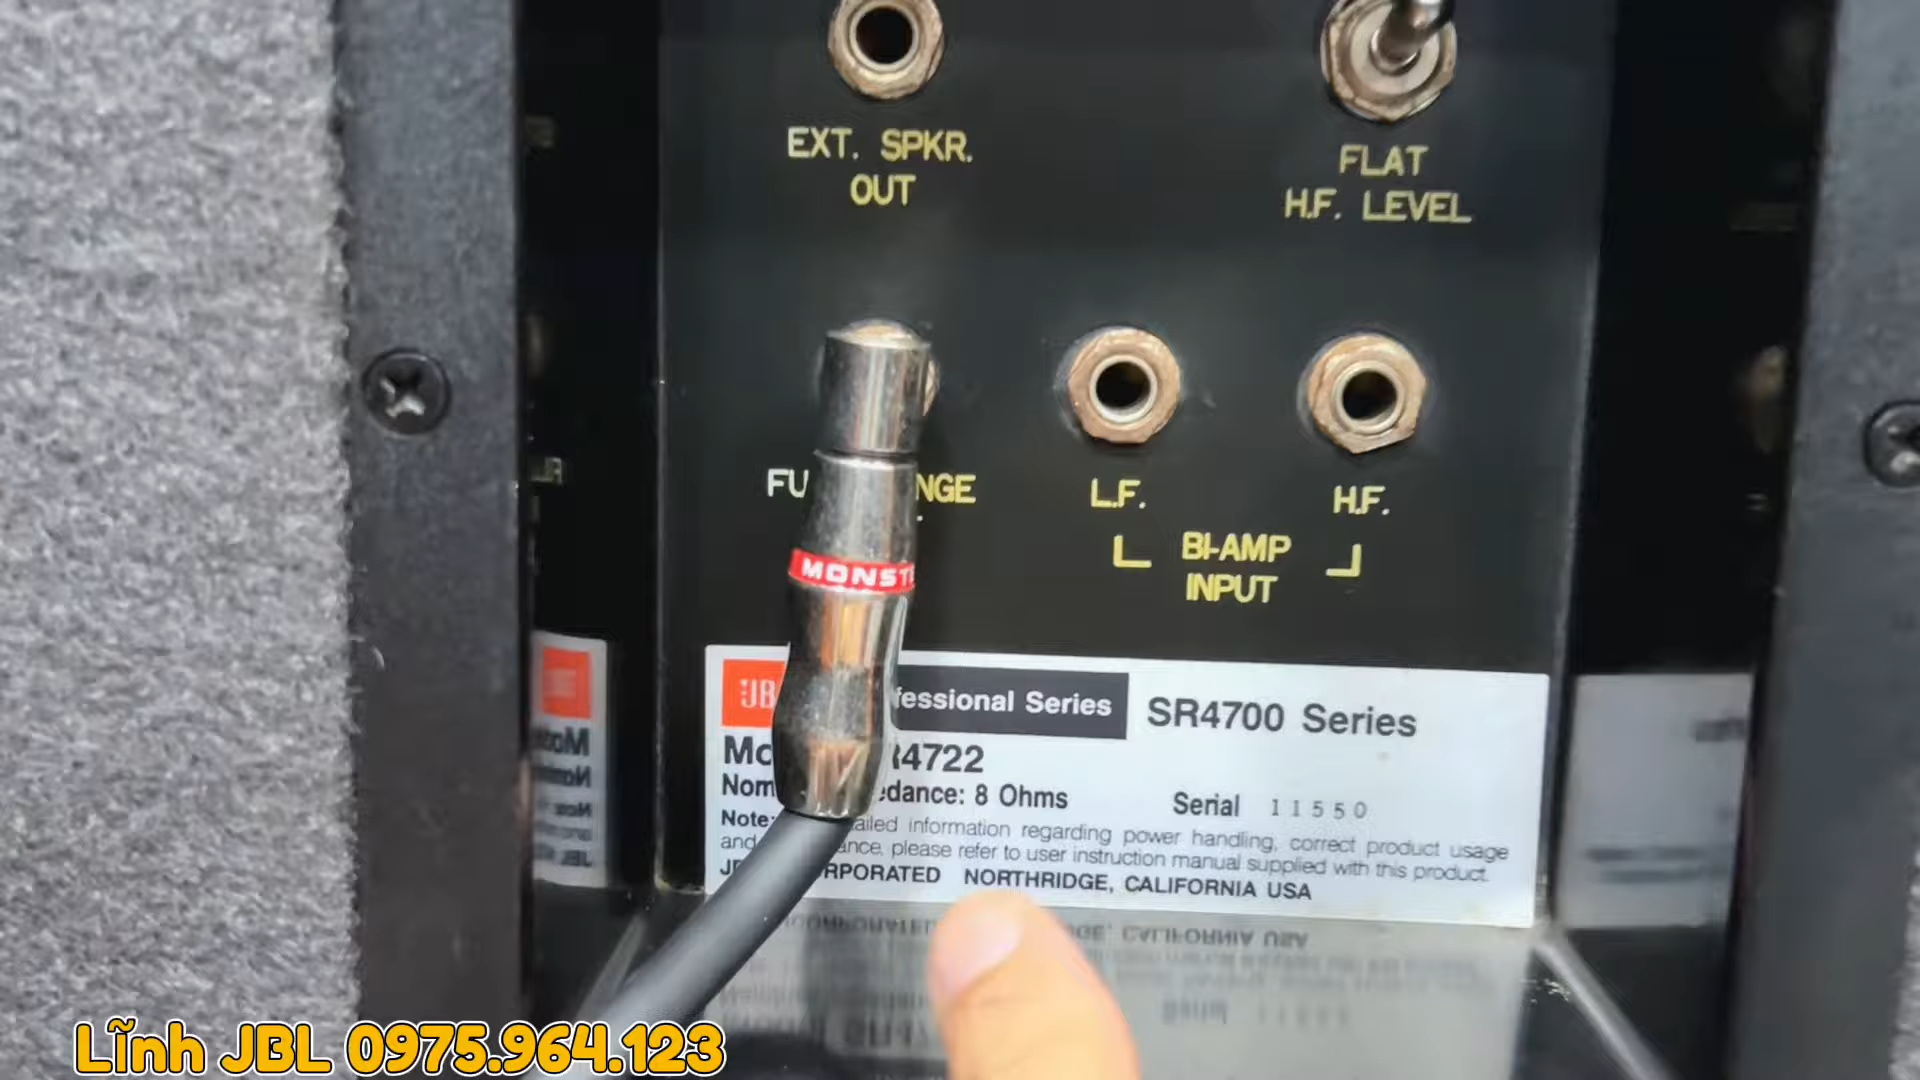 EXT. SPKR.
OUT
FLAT
H.F. LEVEL
FU NGE
L.F.
H.F.
BI-AMP
INPUT
MONST
JB fessional Series SR4700 Series
Mo R4722
Nom edance: 8 Ohms Serial 11550
Note: ailed information regarding power handling, correct product usage
and ance, please refer to user instruction manual supplied with this product.
JB RPORATED NORTHRIDGE, CALIFORNIA USA
Lĩnh JBL 0975.964.123